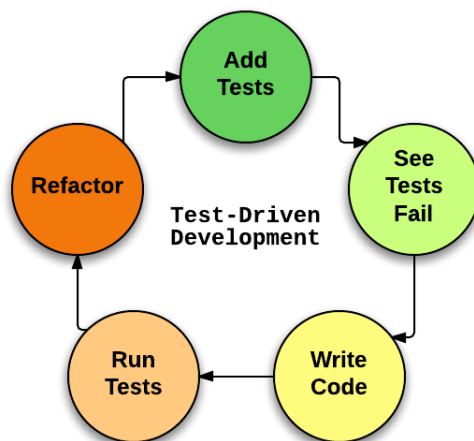 Add
Tests
See
Tests
Fail
Refactor
Test-Driven
Development
Run
Tests
Write
Code